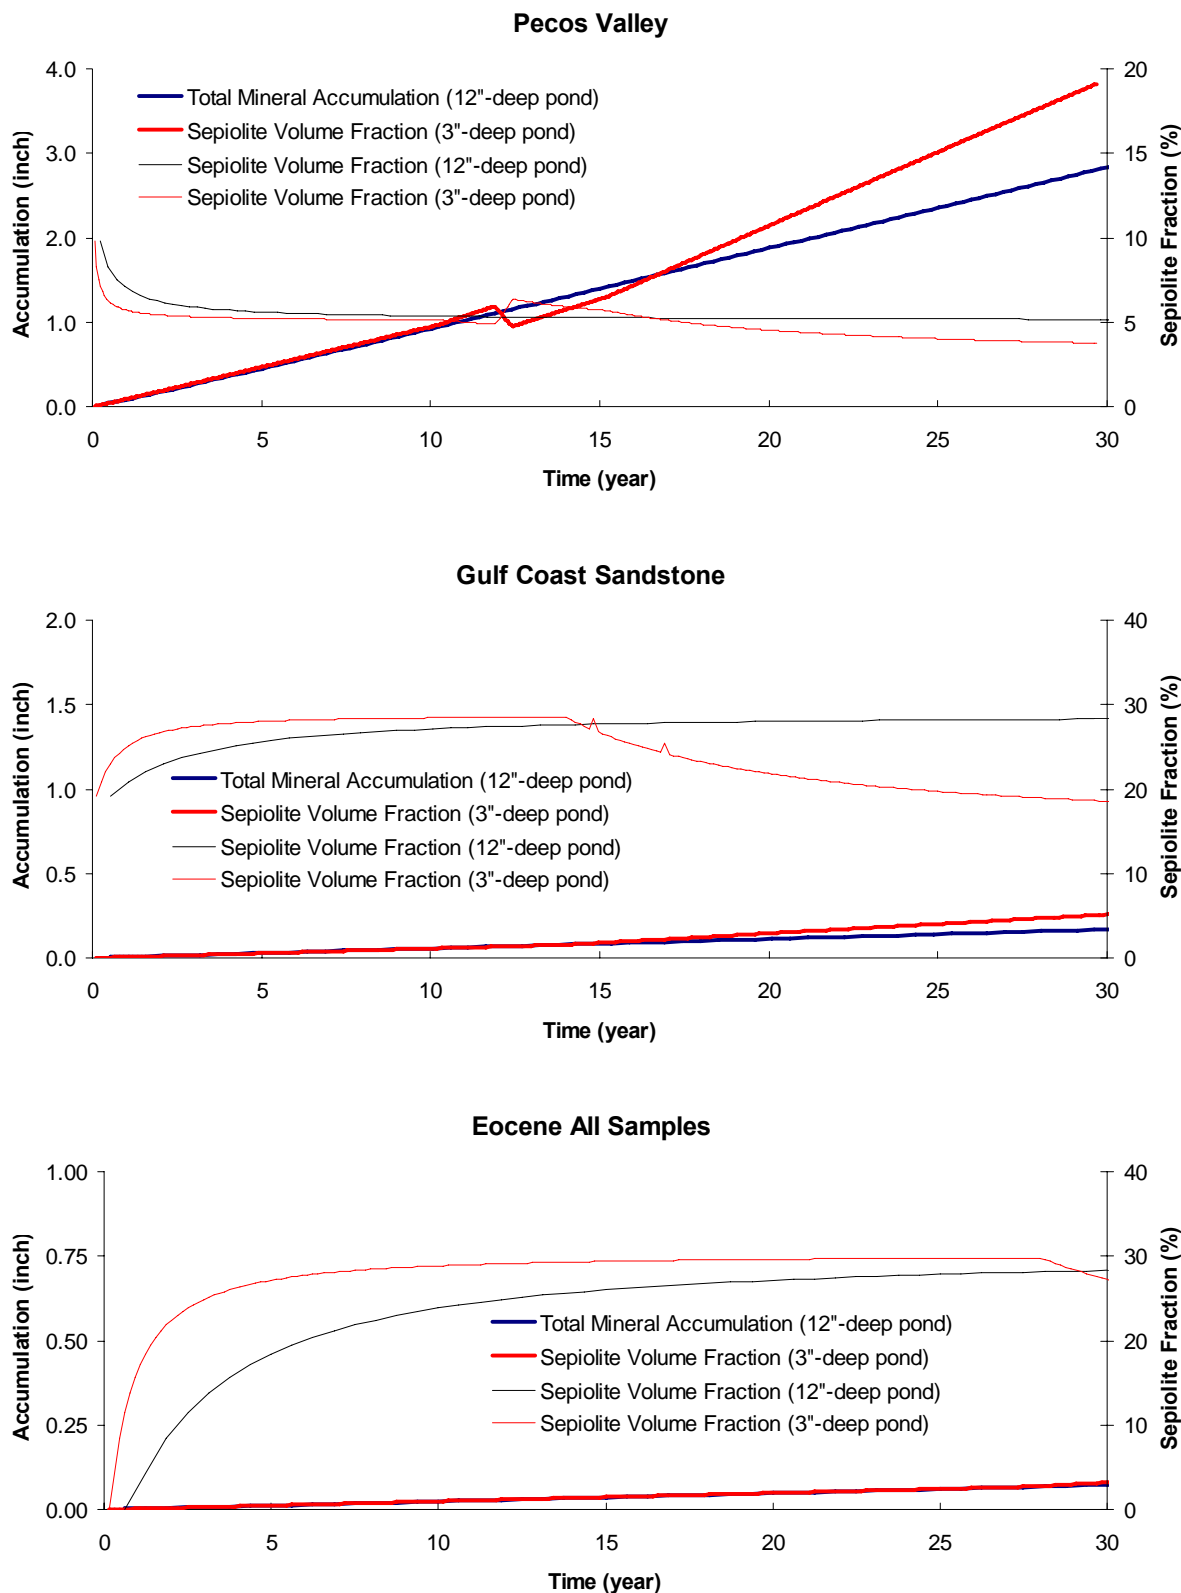 Pecos Valley
4.0
3.0
2.0
1.0
0.0
Accumulation (inch)
20
15
10
5
0
Sepiolite Fraction (%)
Total Mineral Accumulation (12"-deep pond)
Sepiolite Volume Fraction (3"-deep pond)
Sepiolite Volume Fraction (12"-deep pond)
Sepiolite Volume Fraction (3"-deep pond)
0 5 10 15 20 25 30
Time (year)
Gulf Coast Sandstone
2.0
1.5
1.0
0.5
0.0
Accumulation (inch)
40
30
20
10
0
Sepiolite Fraction (%)
Total Mineral Accumulation (12"-deep pond)
Sepiolite Volume Fraction (3"-deep pond)
Sepiolite Volume Fraction (12"-deep pond)
Sepiolite Volume Fraction (3"-deep pond)
0 5 10 15 20 25 30
Time (year)
Eocene All Samples
1.00
0.75
0.50
0.25
0.00
Accumulation (inch)
40
30
20
10
0
Sepiolite Fraction (%)
Total Mineral Accumulation (12"-deep pond)
Sepiolite Volume Fraction (3"-deep pond)
Sepiolite Volume Fraction (12"-deep pond)
Sepiolite Volume Fraction (3"-deep pond)
0 5 10 15 20 25 30
Time (year)